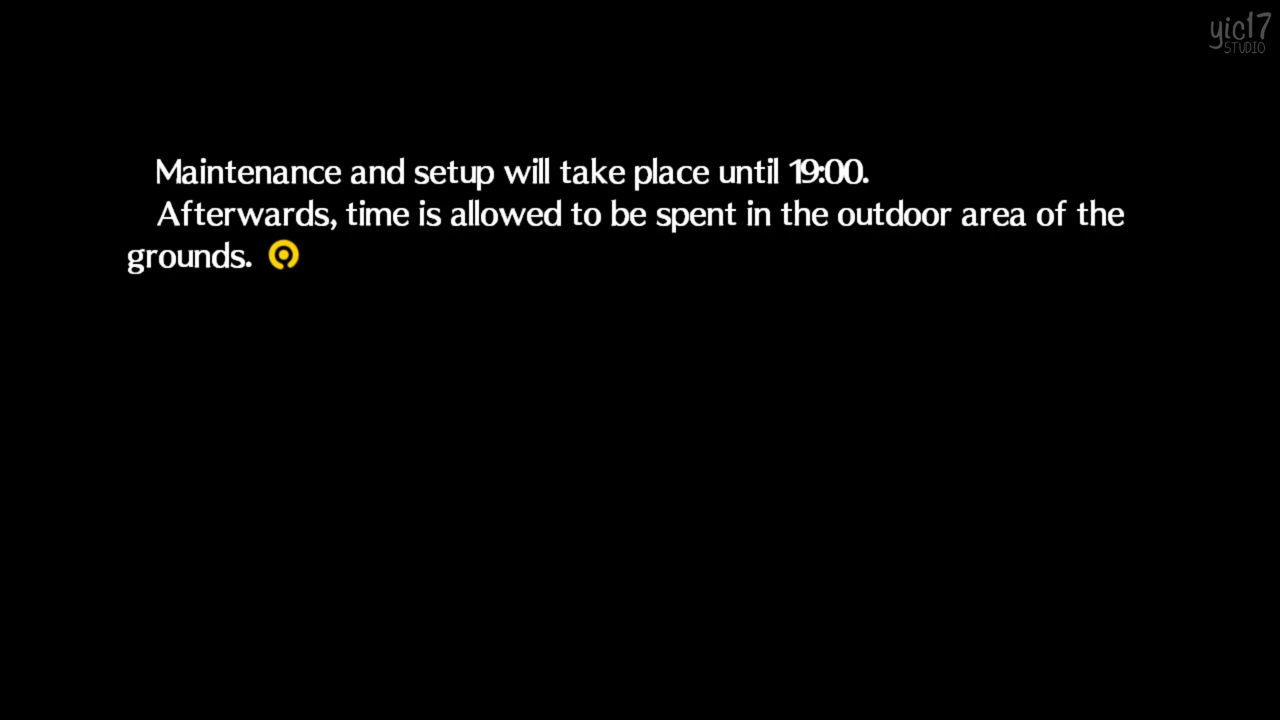 yic17
STUDIO
Maintenance and setup will take place until 19:00.
Afterwards, time is allowed to be spent in the outdoor area of the
grounds.